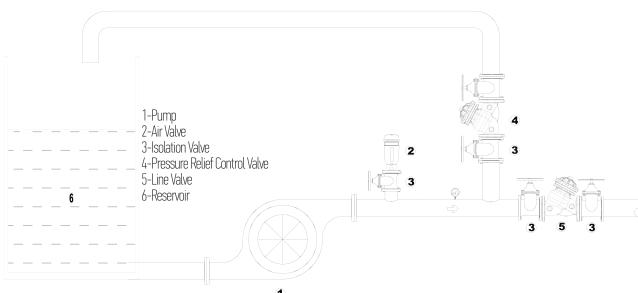 1-Pump
2-Air Valve
3-Isolation Valve
4-Pressure Relief Control Valve
5-Line Valve
6-Reservoir
4
2
3
3
6
3
5
3
1